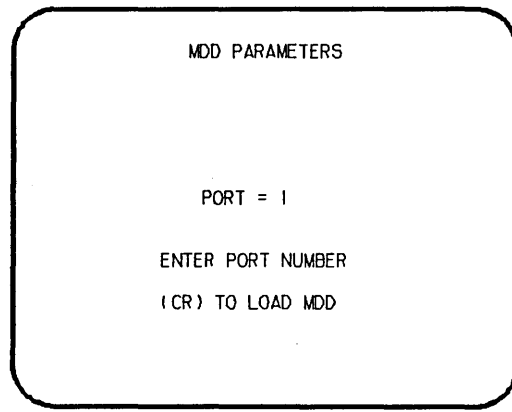 MDD PARAMETERS
PORT = 1
ENTER PORT NUMBER
(CR) TO LOAD MDD